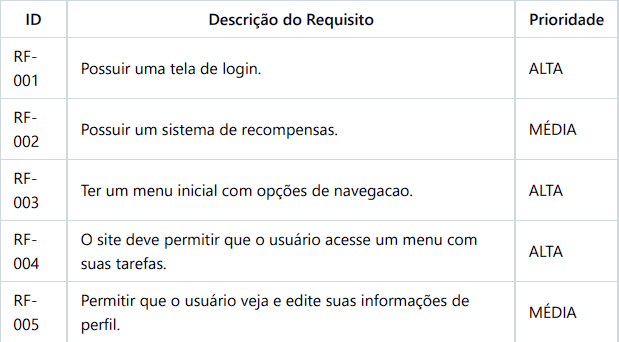 ID Descrição do Requisito Prioridade
RF-
001 Possuir uma tela de login. ALTA
RF-
002 Possuir um sistema de recompensas. MÉDIA
RF-
003 Ter um menu inicial com opções de navegacao. ALTA
RF-
004 O site deve permitir que o usuário acesse um menu com
suas tarefas. ALTA
RF-
005 Permitir que o usuário veja e edite suas informações de
perfil. MÉDIA